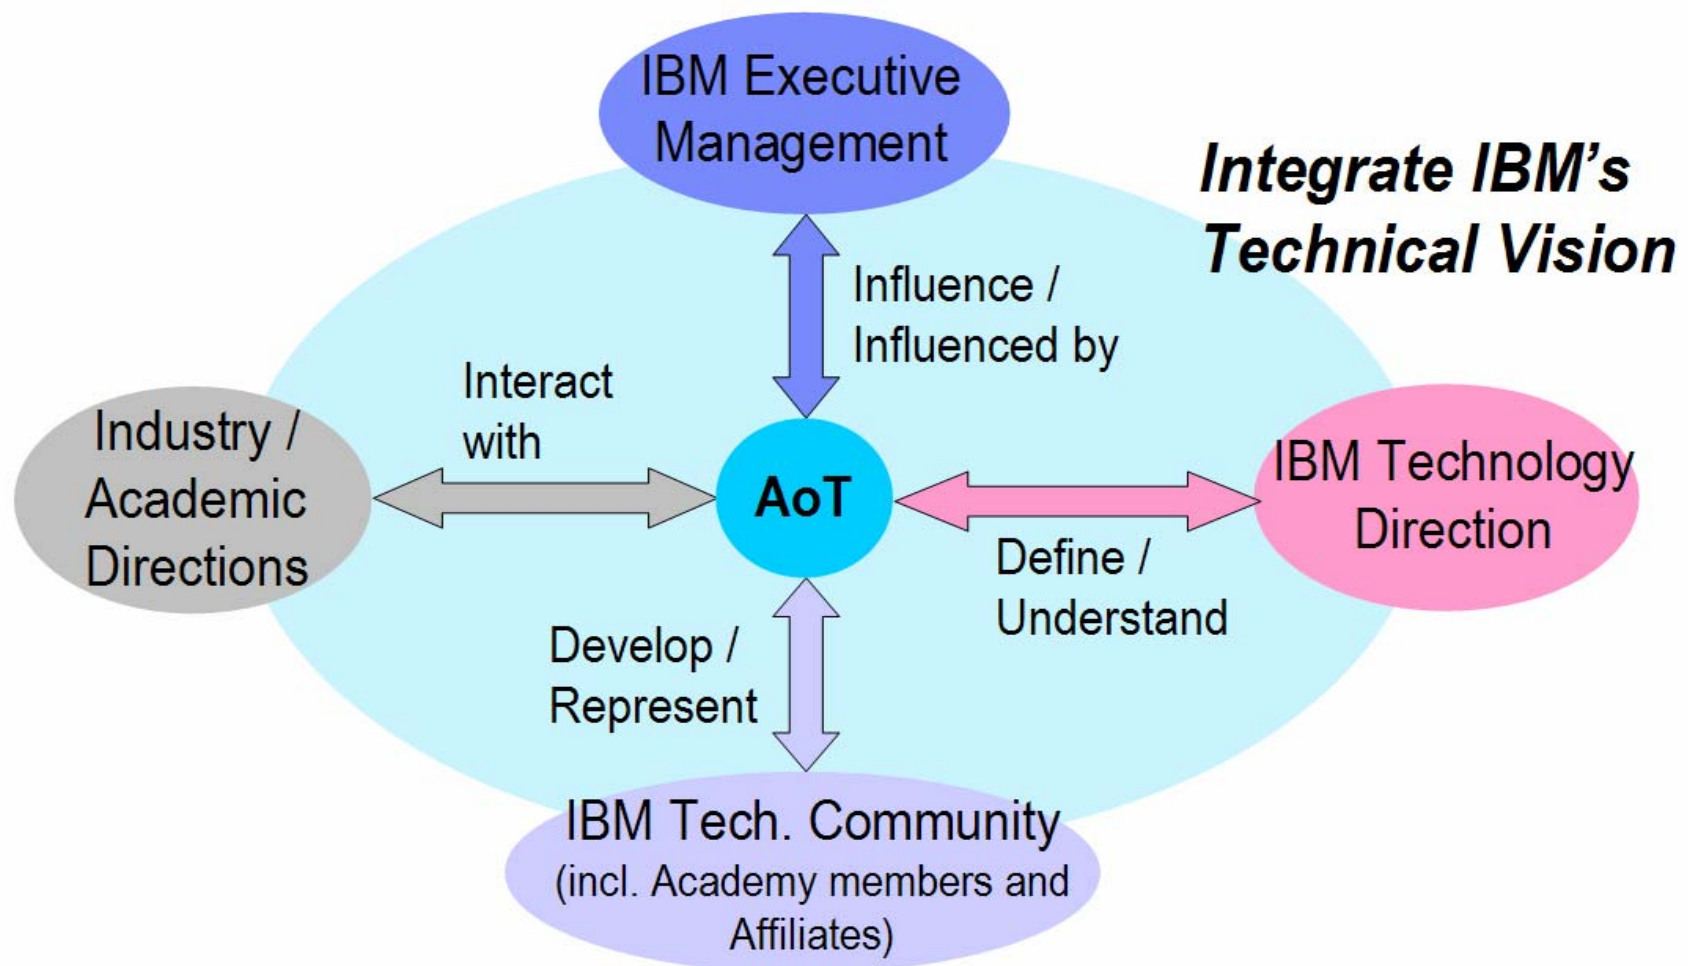 IBM Executive
Management
Integrate IBM's
Technical Vision
Influence /
Influenced by
Interact
with
Industry /
Academic
Directions
AoT
IBM Technology
Direction
Define /
Understand
Develop /
Represent
IBM Tech. Community
(incl. Academy members and
Affiliates)